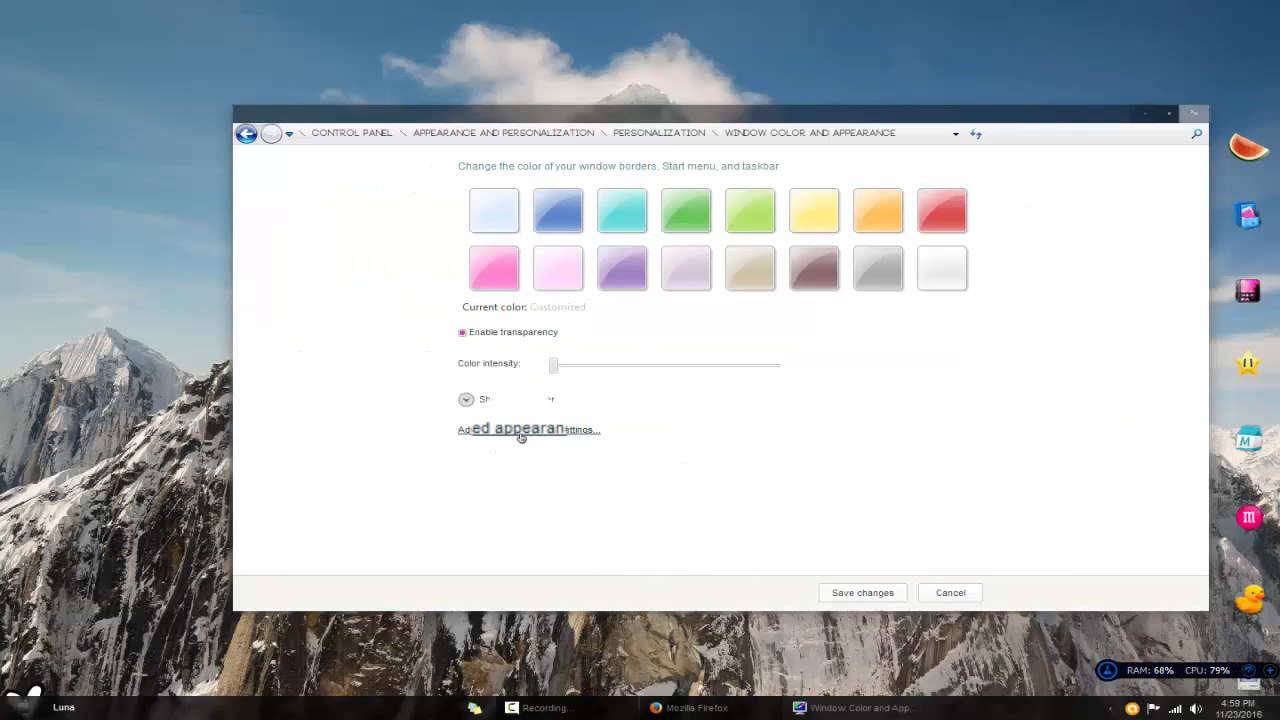 CONTROL PANEL \ APPEARANCE AND PERSONALIZATION \ PERSONALIZATION \ WINDOW COLOR AND APPEARANCE
Change the color of your window borders, Start menu, and taskbar
Current color: Customized
Enable transparency
Color intensity:
ed appearan
ttings...
Save changes
Cancel
M
m
RAM: 68% CPU: 79%
Luna
Recording...
Mozilla Firefox
Window Color and App...
4:59 PM
11/23/2016